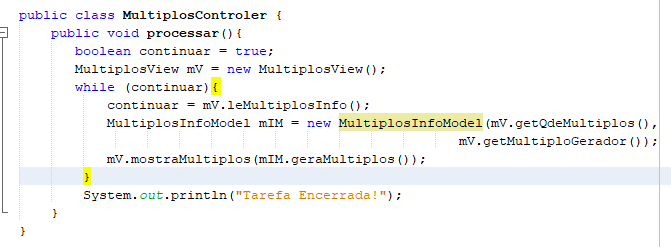 public class MultiplosControler {
    public void processar(){
       boolean continuar = true;
       MultiplosView mV = new MultiplosView();
       while (continuar){
           continuar = mV.leMultiplosInfo();
           MultiplosInfoModel mIM = new MultiplosInfoModel(mV.getQdeMultiplos(),
                                                       mV.getMultiploGerador());
           mV.mostraMultiplos(mIM.geraMultiplos());
        }
        System.out.println("Tarefa Encerrada!");
    }
}